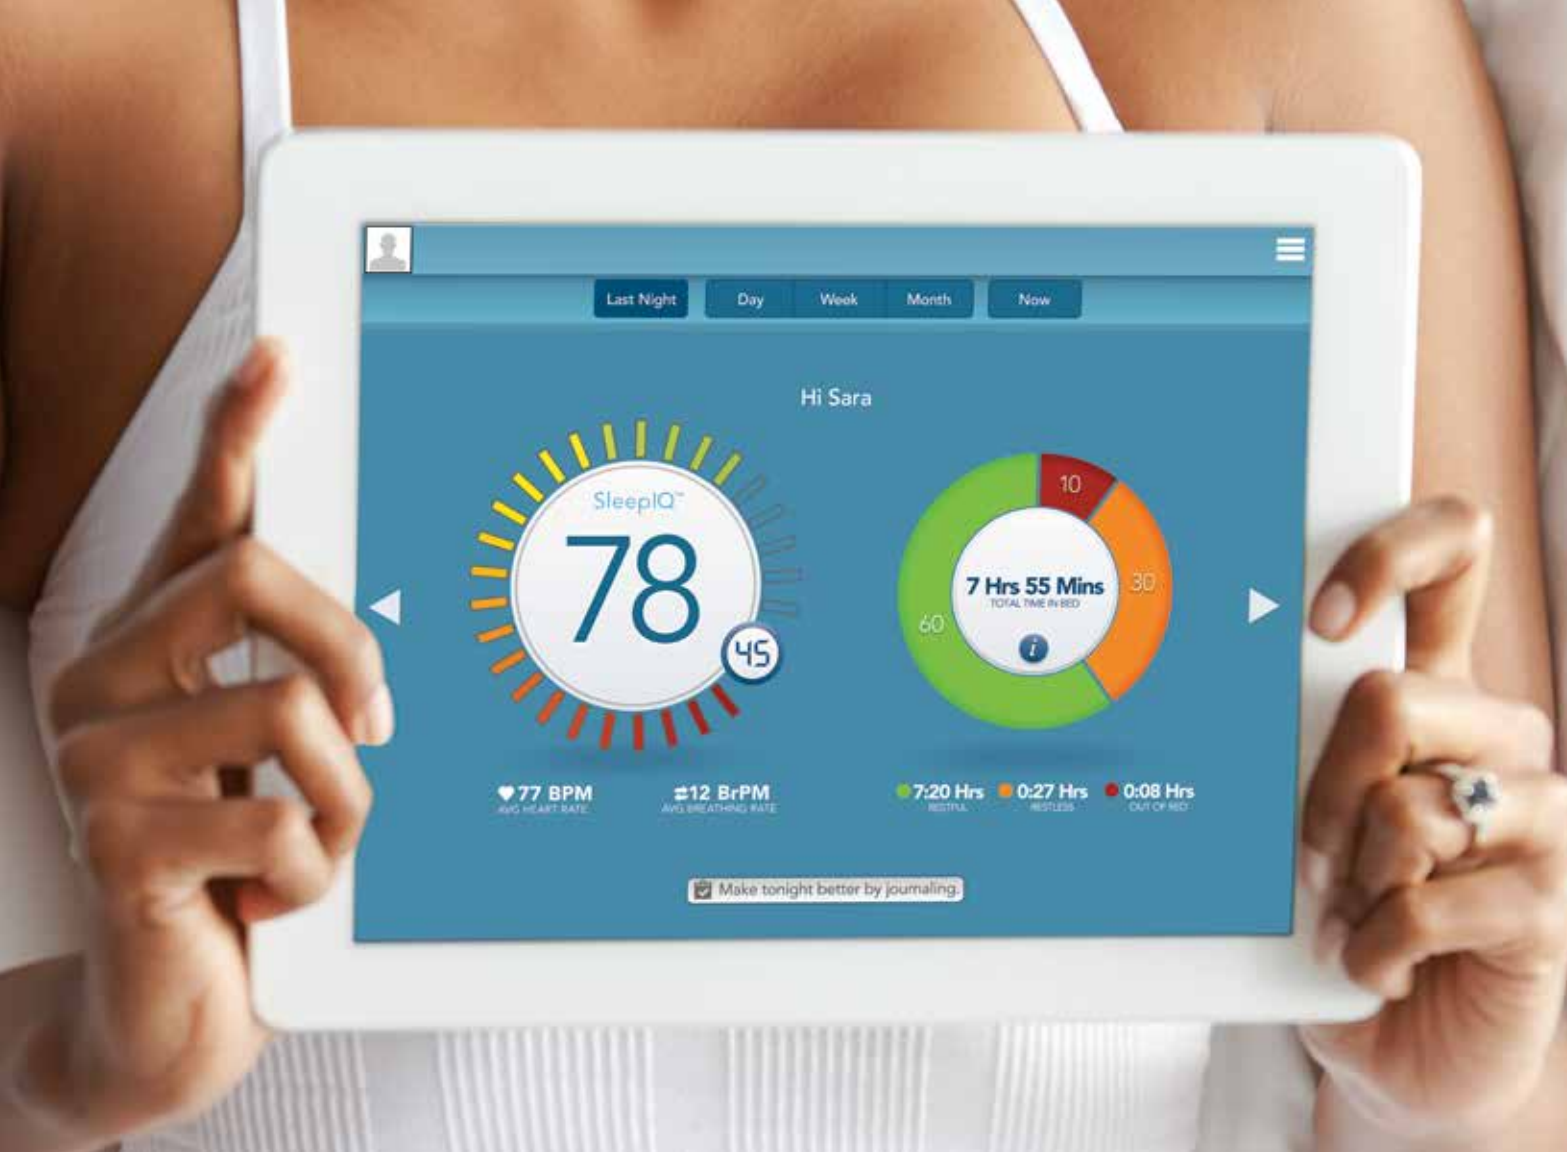 Last Night
Day
Week
Month
Now
Hi Sara
SleepIQ™
78
45
77 BPM
AVG HEART RATE
12 BrPM
AVG BREATHING RATE
10
30
60
7 Hrs 55 Mins
TOTAL TIME IN BED
i
7:20 Hrs
RESTFUL
0:27 Hrs
RESTLESS
0:08 Hrs
OUT OF BED
Make tonight better by journaling.